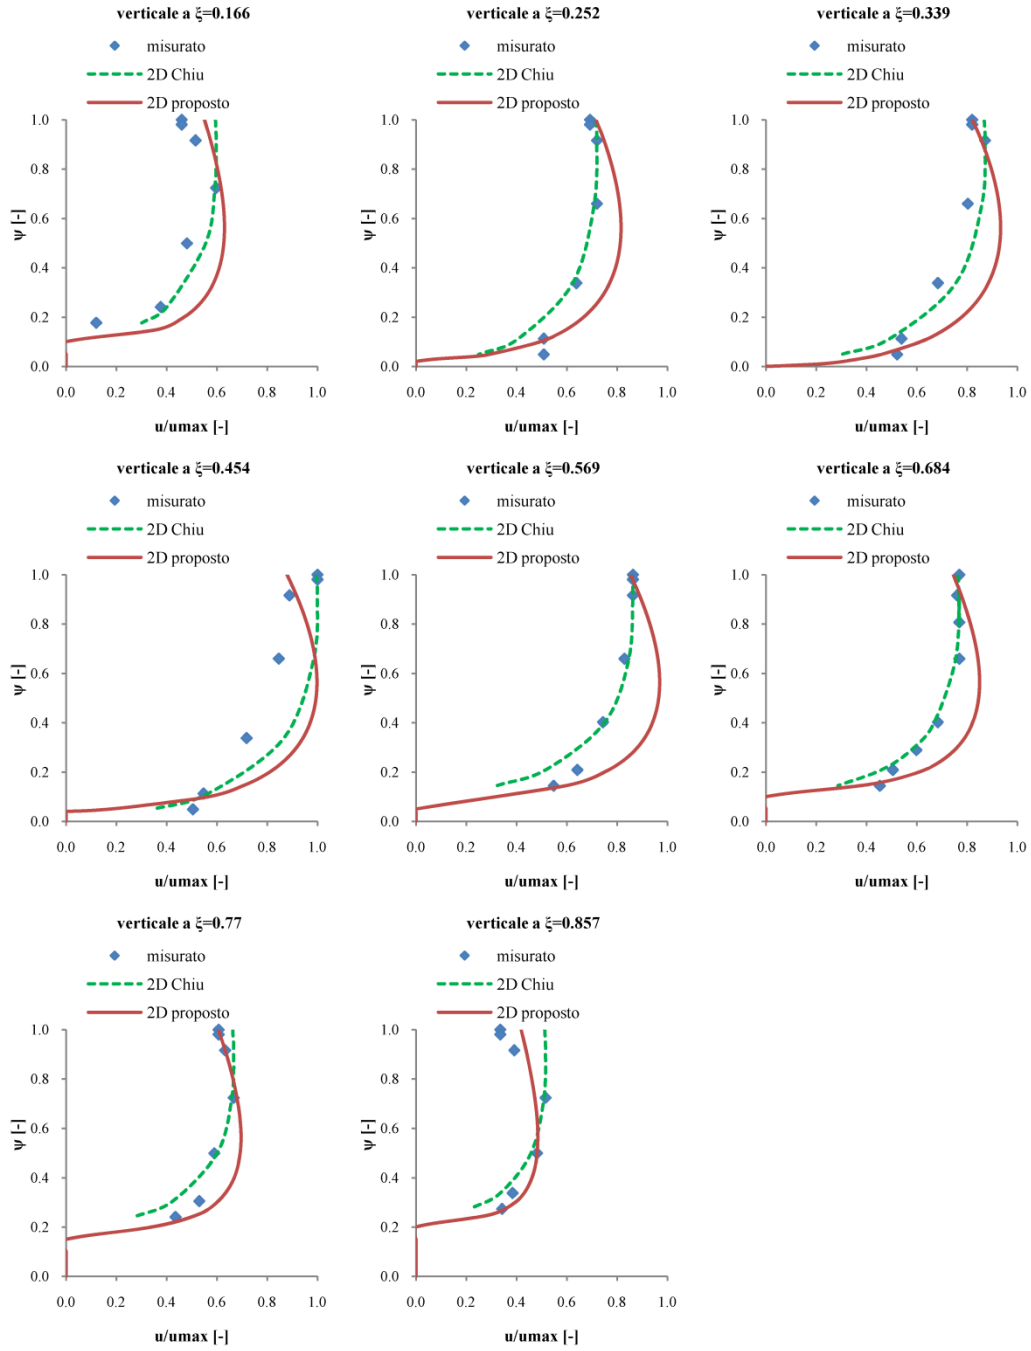 verticale a ξ=0.166
misurato
2D Chiu
2D proposto
1.0
0.8
0.6
0.4
0.2
0.0
ψ [-]
0.0 0.2 0.4 0.6 0.8 1.0
u/umax [-]
verticale a ξ=0.252
misurato
2D Chiu
2D proposto
1.0
0.8
0.6
0.4
0.2
0.0
ψ [-]
0.0 0.2 0.4 0.6 0.8 1.0
u/umax [-]
verticale a ξ=0.339
misurato
2D Chiu
2D proposto
1.0
0.8
0.6
0.4
0.2
0.0
ψ [-]
0.0 0.2 0.4 0.6 0.8 1.0
u/umax [-]
verticale a ξ=0.454
misurato
2D Chiu
2D proposto
1.0
0.8
0.6
0.4
0.2
0.0
ψ [-]
0.0 0.2 0.4 0.6 0.8 1.0
u/umax [-]
verticale a ξ=0.569
misurato
2D Chiu
2D proposto
1.0
0.8
0.6
0.4
0.2
0.0
ψ [-]
0.0 0.2 0.4 0.6 0.8 1.0
u/umax [-]
verticale a ξ=0.684
misurato
2D Chiu
2D proposto
1.0
0.8
0.6
0.4
0.2
0.0
ψ [-]
0.0 0.2 0.4 0.6 0.8 1.0
u/umax [-]
verticale a ξ=0.77
misurato
2D Chiu
2D proposto
1.0
0.8
0.6
0.4
0.2
0.0
ψ [-]
0.0 0.2 0.4 0.6 0.8 1.0
u/umax [-]
verticale a ξ=0.857
misurato
2D Chiu
2D proposto
1.0
0.8
0.6
0.4
0.2
0.0
ψ [-]
0.0 0.2 0.4 0.6 0.8 1.0
u/umax [-]